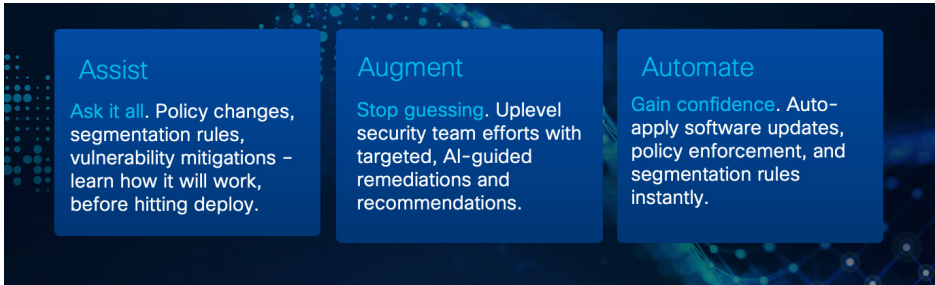 Assist
Ask it all. Policy changes,
segmentation rules,
vulnerability mitigations –
learn how it will work,
before hitting deploy.
Augment
Stop guessing. Uplevel
security team efforts with
targeted, AI-guided
remediations and
recommendations.
Automate
Gain confidence. Auto-
apply software updates,
policy enforcement, and
segmentation rules
instantly.